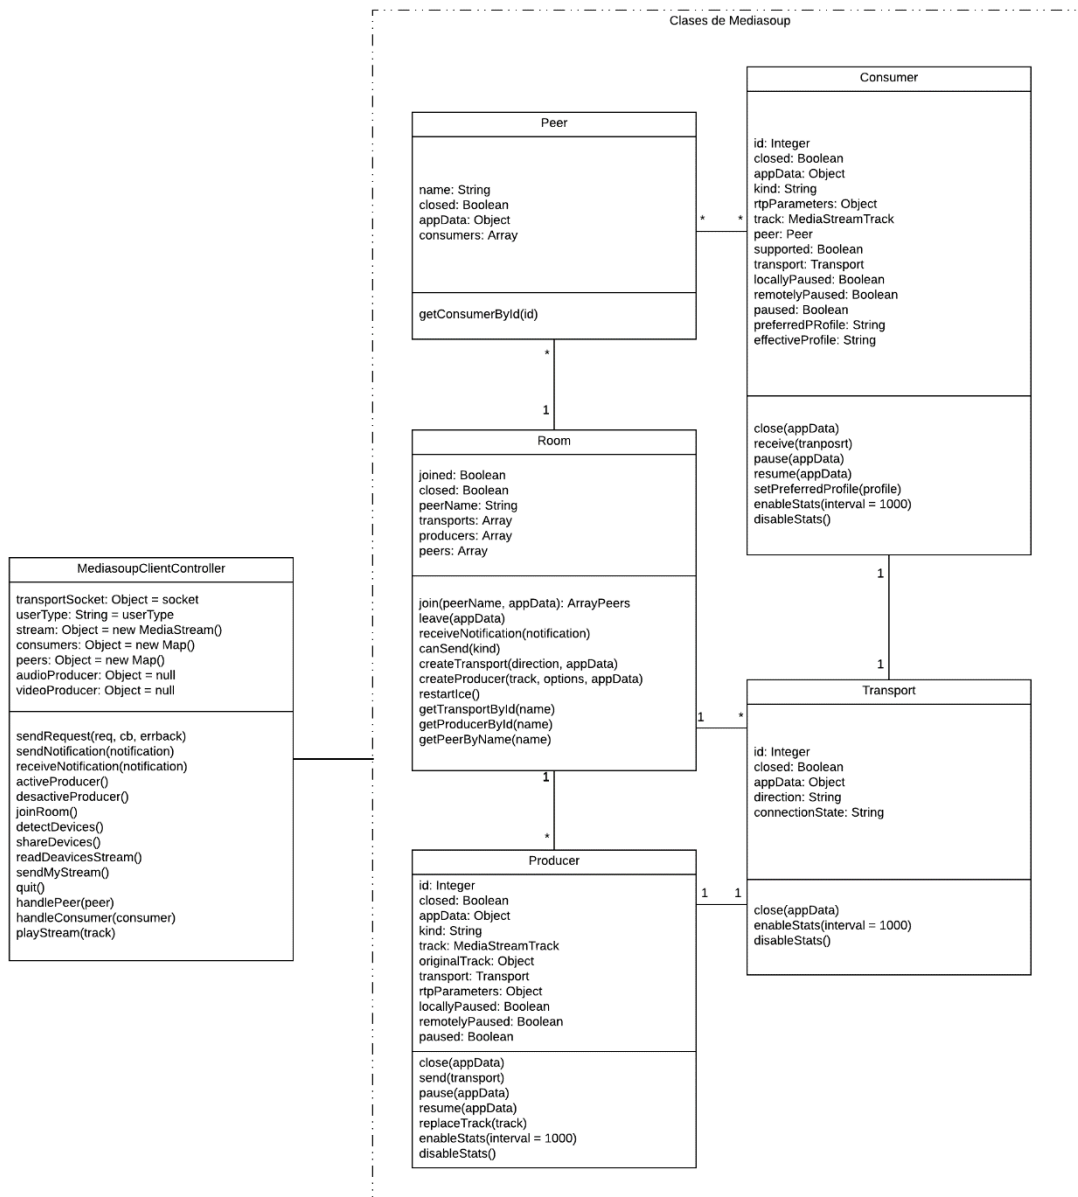 Clases de Mediasoup
Peer
name: String
closed: Boolean
appData: Object
consumers: Array
getConsumerById(id)
*
*
Consumer
id: Integer
closed: Boolean
appData: Object
kind: String
rtpParameters: Object
track: MediaStreamTrack
peer: Peer
supported: Boolean
transport: Transport
locallyPaused: Boolean
remotelyPaused: Boolean
paused: Boolean
preferredPRofile: String
effectiveProfile: String
close(appData)
receive(tranposrt)
pause(appData)
resume(appData)
setPreferredProfile(profile)
enableStats(interval = 1000)
disableStats()
*
1
Room
joined: Boolean
closed: Boolean
peerName: String
transports: Array
producers: Array
peers: Array
join(peerName, appData): ArrayPeers
leave(appData)
receiveNotification(notification)
canSend(kind)
createTransport(direction, appData)
createProducer(track, options, appData)
restartIce()
getTransportById(name)
getProducerById(name)
getPeerByName(name)
MediasoupClientController
transportSocket: Object = socket
userType: String = userType
stream: Object = new MediaStream()
consumers: Object = new Map()
peers: Object = new Map()
audioProducer: Object = null
videoProducer: Object = null
sendRequest(req, cb, errback)
sendNotification(notification)
receiveNotification(notification)
activeProducer()
desactiveProducer()
joinRoom()
detectDevices()
shareDevices()
readDeavicesStream()
sendMyStream()
quit()
handlePeer(peer)
handleConsumer(consumer)
playStream(track)
1
1
1
*
Transport
id: Integer
closed: Boolean
appData: Object
direction: String
connectionState: String
close(appData)
enableStats(interval = 1000)
disableStats()
1
*
Producer
id: Integer
closed: Boolean
appData: Object
kind: String
track: MediaStreamTrack
originalTrack: Object
transport: Transport
rtpParameters: Object
locallyPaused: Boolean
remotelyPaused: Boolean
paused: Boolean
close(appData)
send(transport)
pause(appData)
resume(appData)
replaceTrack(track)
enableStats(interval = 1000)
disableStats()
1
1